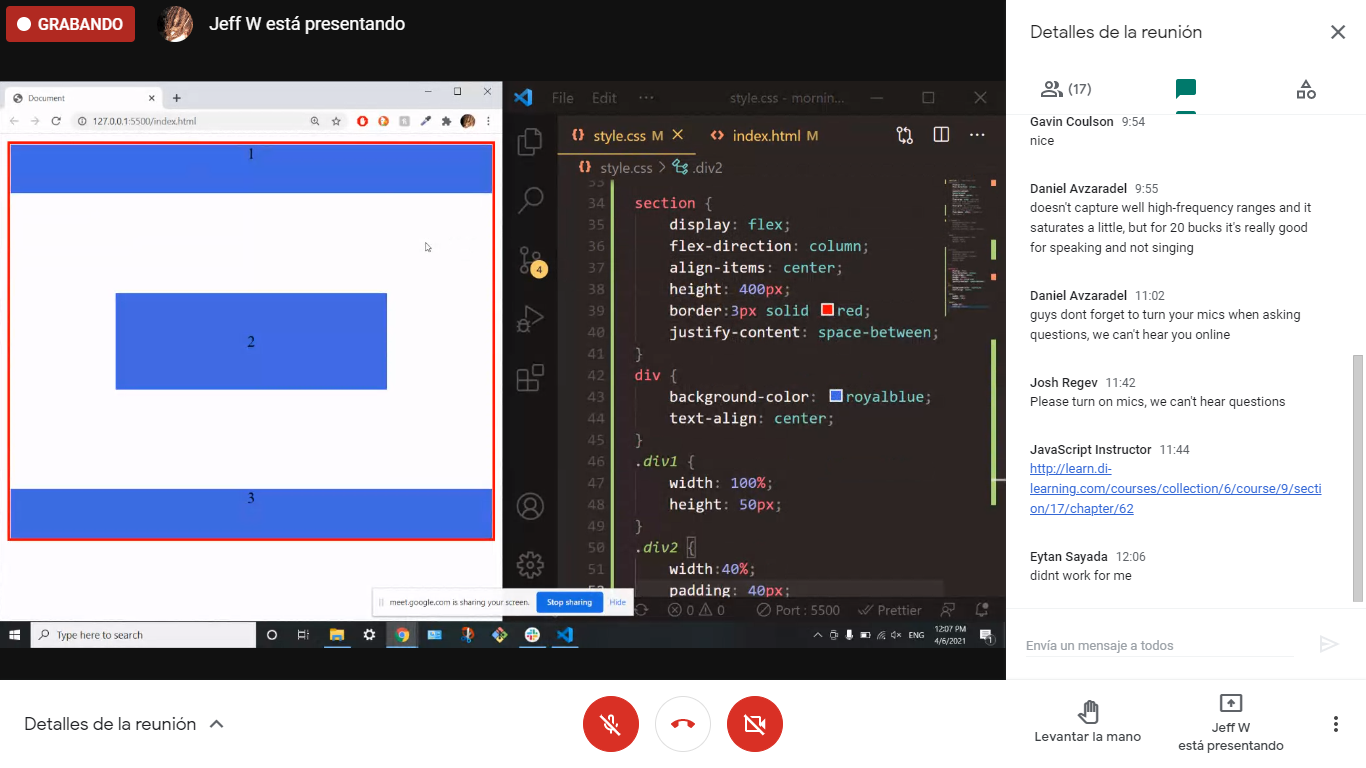 GRABANDO
Jeff W está presentando
Document
127.0.0.1:5500/index.html
1
2
3
File Edit ···
style.css - mornin...
style.css M
index.html M
style.css > .div2
33
34 section {
35 display: flex;
36 flex-direction: column;
37 align-items: center;
38 height: 400px;
39 border:3px solid red;
40 justify-content: space-between;
41 }
42 div {
43 background-color: royalblue;
44 text-align: center;
45 }
46 .div1 {
47 width: 100%;
48 height: 50px;
49 }
50 .div2 {
51 width:40%;
52 padding: 40px;
4
0 0
Port : 5500
Prettier
meet.google.com is sharing your screen.
Stop sharing
Hide
Type here to search
ENG
12:07 PM
4/6/2021
1
Detalles de la reunión
(17)
Gavin Coulson 9:54
nice
Daniel Avzaradel 9:55
doesn't capture well high-frequency ranges and it
saturates a little, but for 20 bucks it's really good
for speaking and not singing
Daniel Avzaradel 11:02
guys dont forget to turn your mics when asking
questions, we can't hear you online
Josh Regev 11:42
Please turn on mics, we can't hear questions
JavaScript Instructor 11:44
http://learn.di-
learning.com/courses/collection/6/course/9/secti
on/17/chapter/62
Eytan Sayada 12:06
didnt work for me
Envía un mensaje a todos
Detalles de la reunión
Levantar la mano
Jeff W
está presentando